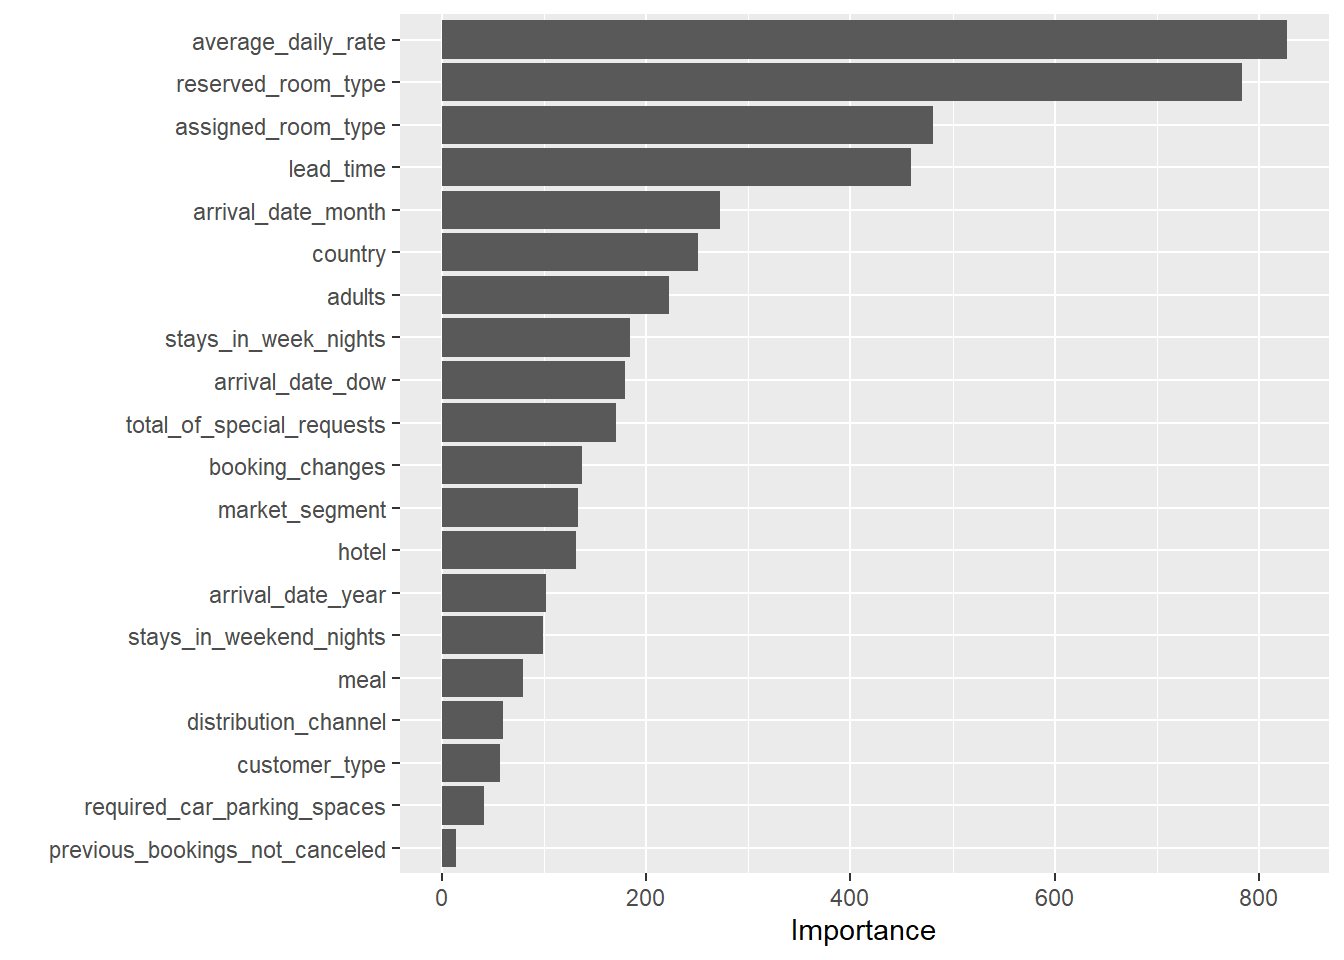 average_daily_rate
reserved_room_type
assigned_room_type
lead_time
arrival_date_month
country
adults
stays_in_week_nights
arrival_date_dow
total_of_special_requests
booking_changes
market_segment
hotel
arrival_date_year
stays_in_weekend_nights
meal
distribution_channel
customer_type
required_car_parking_spaces
previous_bookings_not_canceled
0 200 400 600 800
Importance